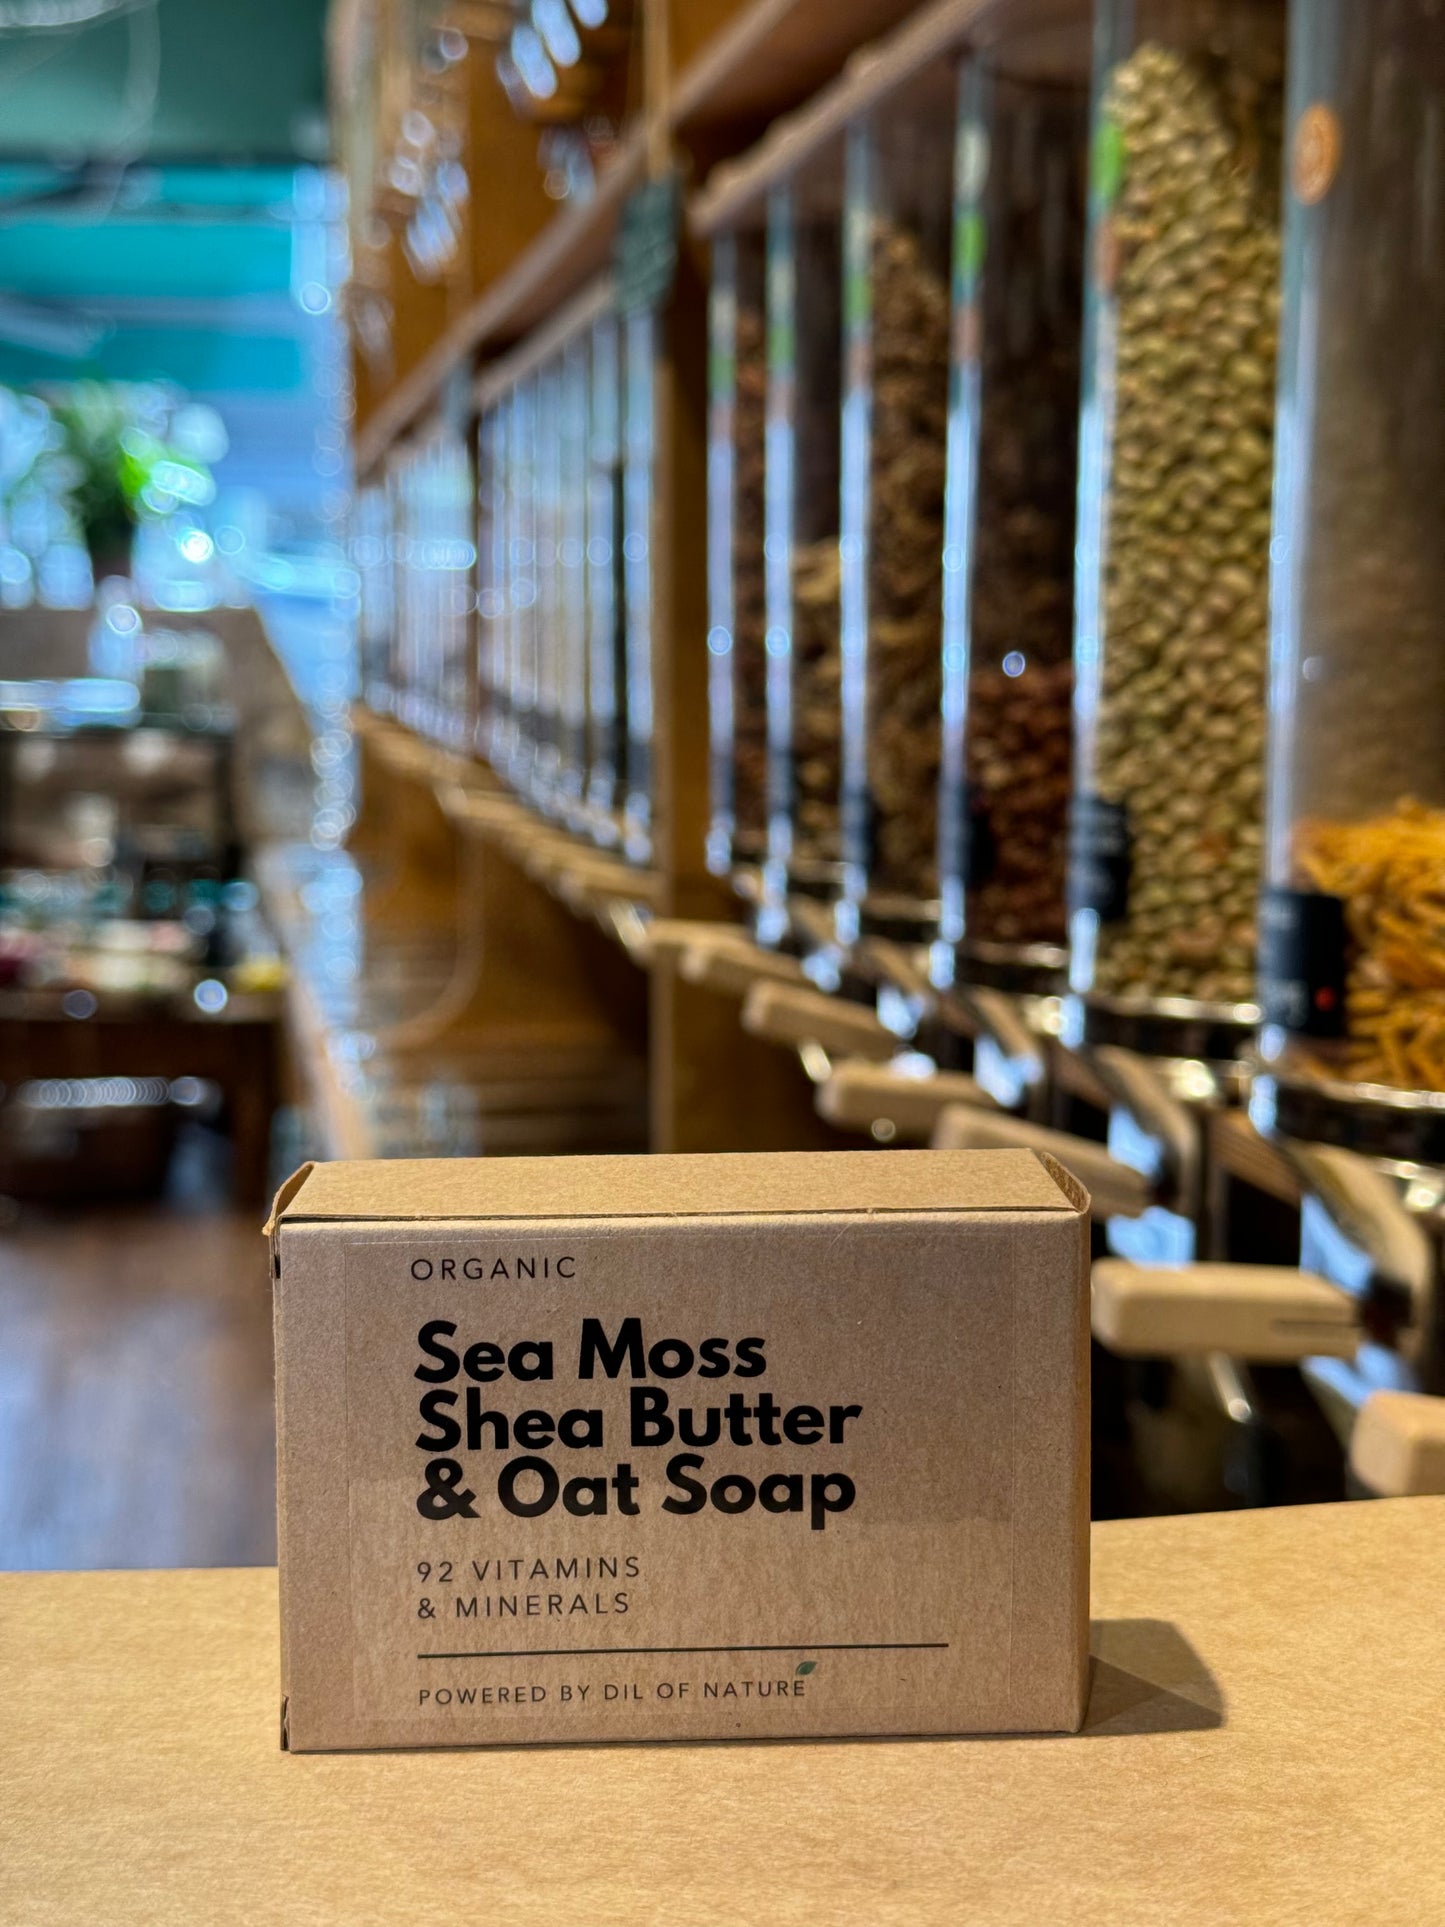 ORGANIC
Sea Moss
Shea Butter
& Oat Soap
92 VITAMINS
& MINERALS
POWERED BY DIL OF NATURE